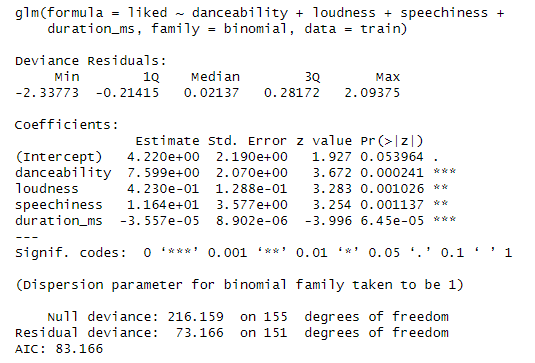 glm(formula = liked ~ danceability + loudness + speechiness +
    duration_ms, family = binomial, data = train)
Deviance Residuals:
     Min        1Q    Median        3Q       Max
-2.33773  -0.21415   0.02137   0.28172   2.09375
Coefficients:
               Estimate Std. Error z value Pr(>|z|)
(Intercept)   4.220e+00  2.190e+00   1.927 0.053964 .
danceability  7.599e+00  2.070e+00   3.672 0.000241 ***
loudness      4.230e-01  1.288e-01   3.283 0.001026 **
speechiness   1.164e+01  3.577e+00   3.254 0.001137 **
duration_ms  -3.557e-05  8.902e-06  -3.996 6.45e-05 ***
---
Signif. codes:  0 ‘***’ 0.001 ‘**’ 0.01 ‘*’ 0.05 ‘.’ 0.1 ‘ ’ 1
(Dispersion parameter for binomial family taken to be 1)
    Null deviance: 216.159  on 155  degrees of freedom
Residual deviance:  73.166  on 151  degrees of freedom
AIC: 83.166